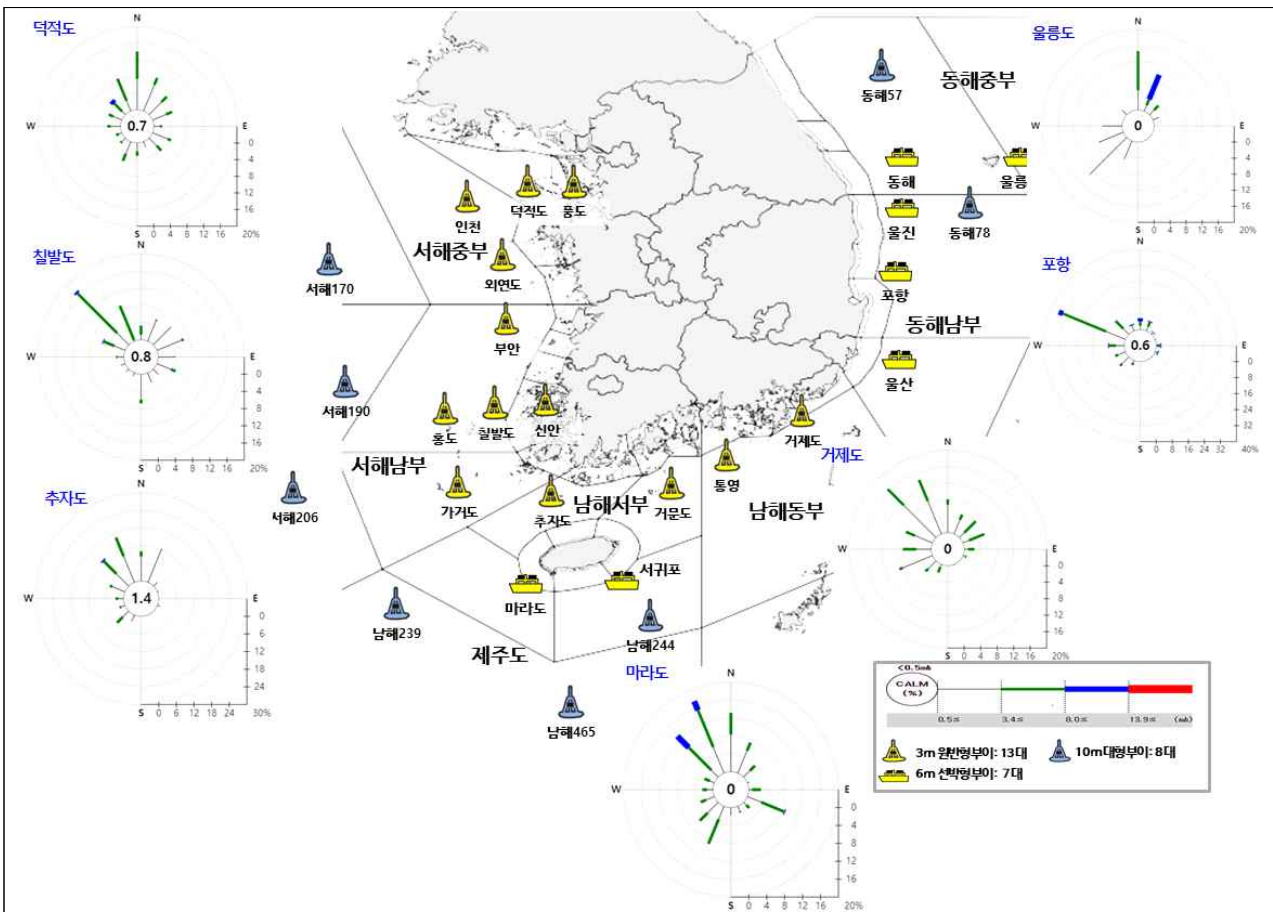 덕적도
N
W
E
S
0.7
0
4
8
12
16
0 4 8 12 16 20%
칠발도
N
W
E
S
0.8
0
4
8
12
16
0 4 8 12 16 20%
추자도
N
W
E
S
1.4
0
6
12
18
24
0 6 12 18 24 30%
울릉도
N
W
E
S
0
0
4
8
12
16
0 4 8 12 16 20%
포항
N
W
E
S
0.6
0
8
16
24
32
0 8 16 24 32 40%
거제도
N
W
E
S
0
0
4
8
12
16
0 4 8 12 16 20%
마라도
N
W
E
S
0
0
4
8
12
16
0 4 8 12 16 20%
동해57
동해중부
동해
울릉
울진
동해78
포항
동해남부
울산
인천
덕적도
풍도
서해중부
외연도
서해170
부안
서해190
홍도
칠발도
신안
서해남부
서해206
가거도
추자도
남해서부
거문도
통영
거제도
남해동부
마라도
서귀포
남해239
제주도
남해244
남해465
<0.5㎧
CALM
(%)
0.5≤ 3.4≤ 8.0≤ 13.9≤ (㎧)
3m 원반형부이: 13대
10m 대형부이: 8대
6m 선박형부이: 7대